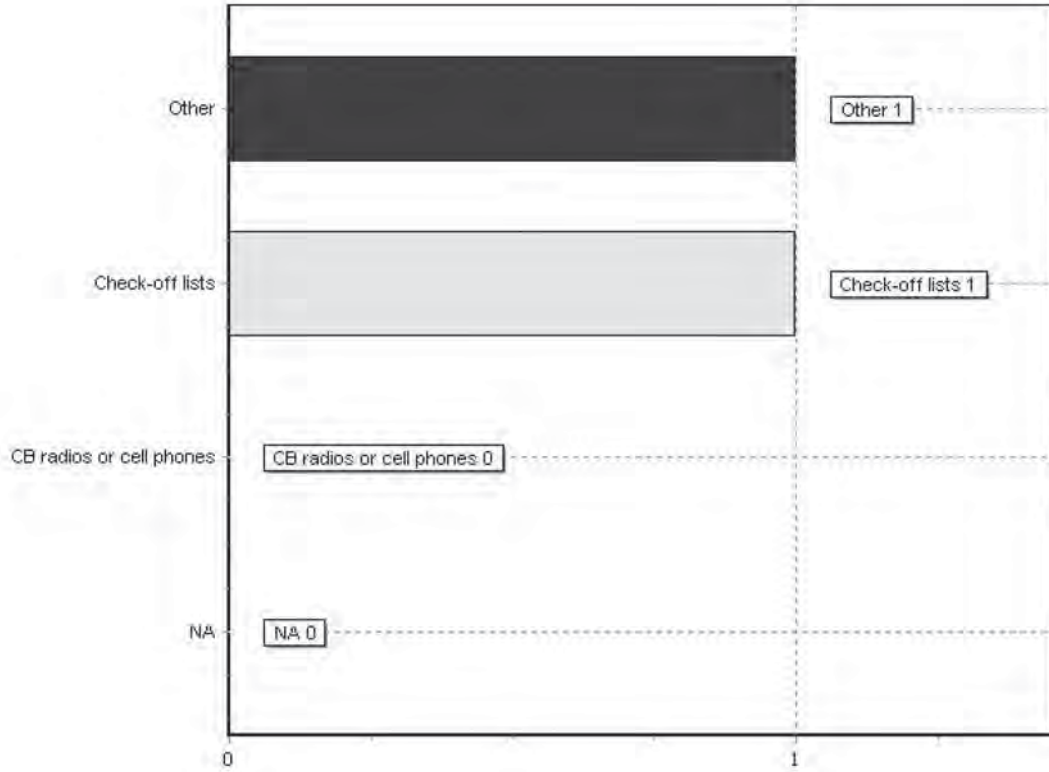 Other
Other 1
Check-off lists
Check-off lists 1
CB radios or cell phones
CB radios or cell phones 0
NA
NA 0
0
1